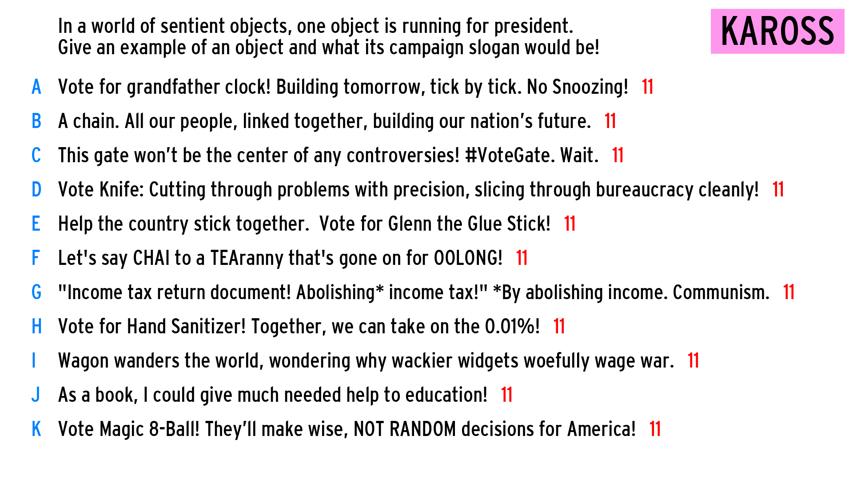 In a world of sentient objects, one object is running for president.
Give an example of an object and what its campaign slogan would be!
KAROSS
A Vote for grandfather clock! Building tomorrow, tick by tick. No Snoozing! 11
B A chain. All our people, linked together, building our nation's future. 11
C This gate won't be the center of any controversies! #VoteGate. Wait. 11
D Vote Knife: Cutting through problems with precision, slicing through bureaucracy cleanly! 11
E Help the country stick together.  Vote for Glenn the Glue Stick! 11
F Let's say CHAI to a TEAranny that's gone on for OOLONG! 11
G "Income tax return document! Abolishing* income tax!" *By abolishing income. Communism. 11
H Vote for Hand Sanitizer! Together, we can take on the 0.01%! 11
I Wagon wanders the world, wondering why wackier widgets woefully wage war. 11
J As a book, I could give much needed help to education! 11
K Vote Magic 8-Ball! They'll make wise, NOT RANDOM decisions for America! 11